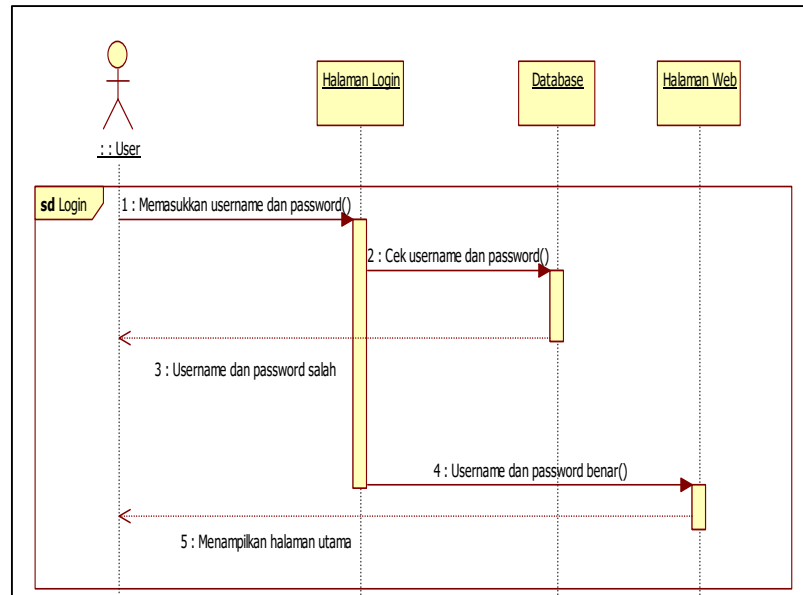 Halaman Login
Database
Halaman Web
: : User
sd Login
1 : Memasukkan username dan password()
2 : Cek username dan password()
3 : Username dan password salah
4 : Username dan password benar()
5 : Menampilkan halaman utama